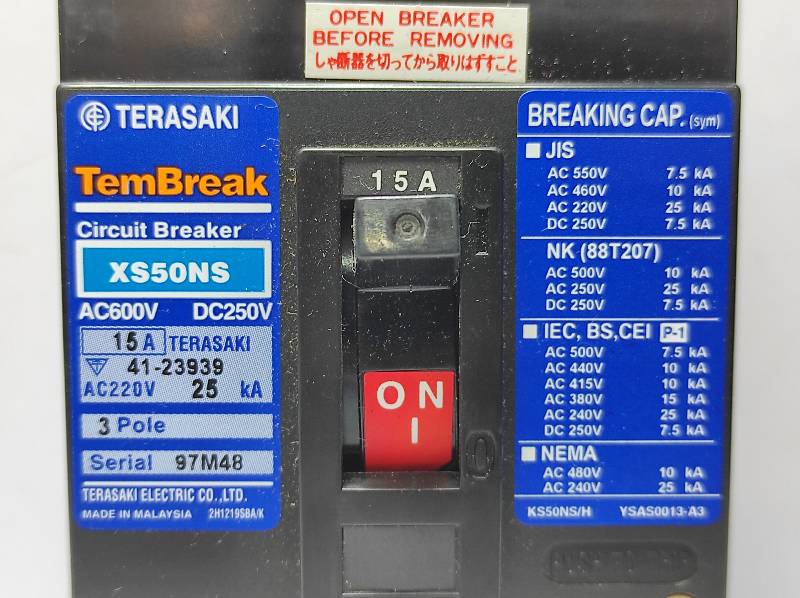 OPEN BREAKER
BEFORE REMOVING
しゃ断器を切ってから取りはずすこと
TERASAKI
TemBreak
Circuit Breaker
XS50NS
AC600V DC250V
15 A TERASAKI
41-23939
AC220V 25 kA
3 Pole
Serial 97M48
TERASAKI ELECTRIC CO.,LTD.
MADE IN MALAYSIA 2H1219SBA/K
15A
I
ON
I
O
BREAKING CAP. (sym)
JIS
AC 550V 7.5 kA
AC 460V 10 kA
AC 220V 25 kA
DC 250V 7.5 kA
NK (88T207)
AC 500V 10 kA
AC 250V 25 kA
DC 250V 7.5 kA
IEC, BS,CEI P-1
AC 500V 7.5 kA
AC 440V 10 kA
AC 415V 10 kA
AC 380V 15 kA
AC 240V 25 kA
DC 250V 7.5 kA
NEMA
AC 480V 10 kA
AC 240V 25 kA
KS50NS/H YSAS0013-A3
PUSH TO TRIP